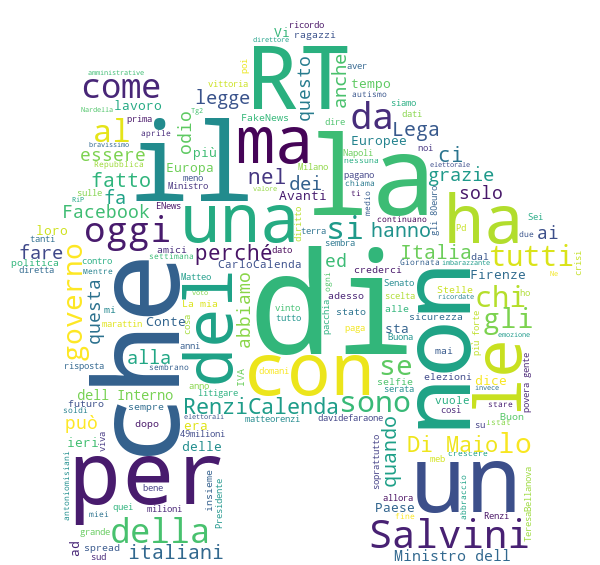 ricordo
direttore
Vi
ragazzi
amministrative
poi
aver
RT
come
vittoria
questo
anche
tempo
autismo
Nardella
lavoro
Tg2
legge
siamo
prima
odio
FakeNews
dire
da
dati
al
aprile
il
ma
la
Lega
noi
bravissimo
più
Napoli
nessuna
Europee
ci
elettorale
essere
Repubblica
Europa
nel
Milano
pagano
chiama
grazie
fatto
sulle
meno
dei
medio
continuano
gli 80euro
fa
RiP
Ministro
Avanti
ti
ha
solo
Facebook
ENews
valore
diritto
si
hanno
Sei
loro
oggi
una
terra
Pd
due
ai
tanti
perché
dato
sembra
Italia
tutti
fare
contro
amici
settimana
ed
crederci
Giornata
dal
imbarazzante
crisi
politica
diretta
Mentre
Matteo
CarloCalenda
Senato
Stelle
Firenze
No
governo
questa
che
del
di
non
le
chi
mi
La mia
voto
pacchia
ogni
adesso
scelta
ricordate
ho
Conte
cosa
abbiamo
vinto
tutto
stato
alle
sicurezza
gli
emozione
marattin
anni
risposta
alla
sembrano
IVA
con
paga
sta
Buona
mai
più forte
se
dice
povera gente
domani
elezioni
invece
dell Interno
anno
litigare
selfie
sono
vuole
così
Buon
stare
futuro
sempre
RenziCalenda
serata
quando
su
istat
soldi
può
era
elettorali
matteorenzi
davidefaraone
Di Maiolo
dopo
49milioni
ieri
viva
delle
Paese
meb
crescere
antoniomisiani
per
bene
insieme
Presidente
soprattutto
un
abbraccio
TeresaBellanova
quei
milioni
allora
miei
della
Renzi
fine
grande
Salvini
ad
spread
sud
italiani
Ministro dell